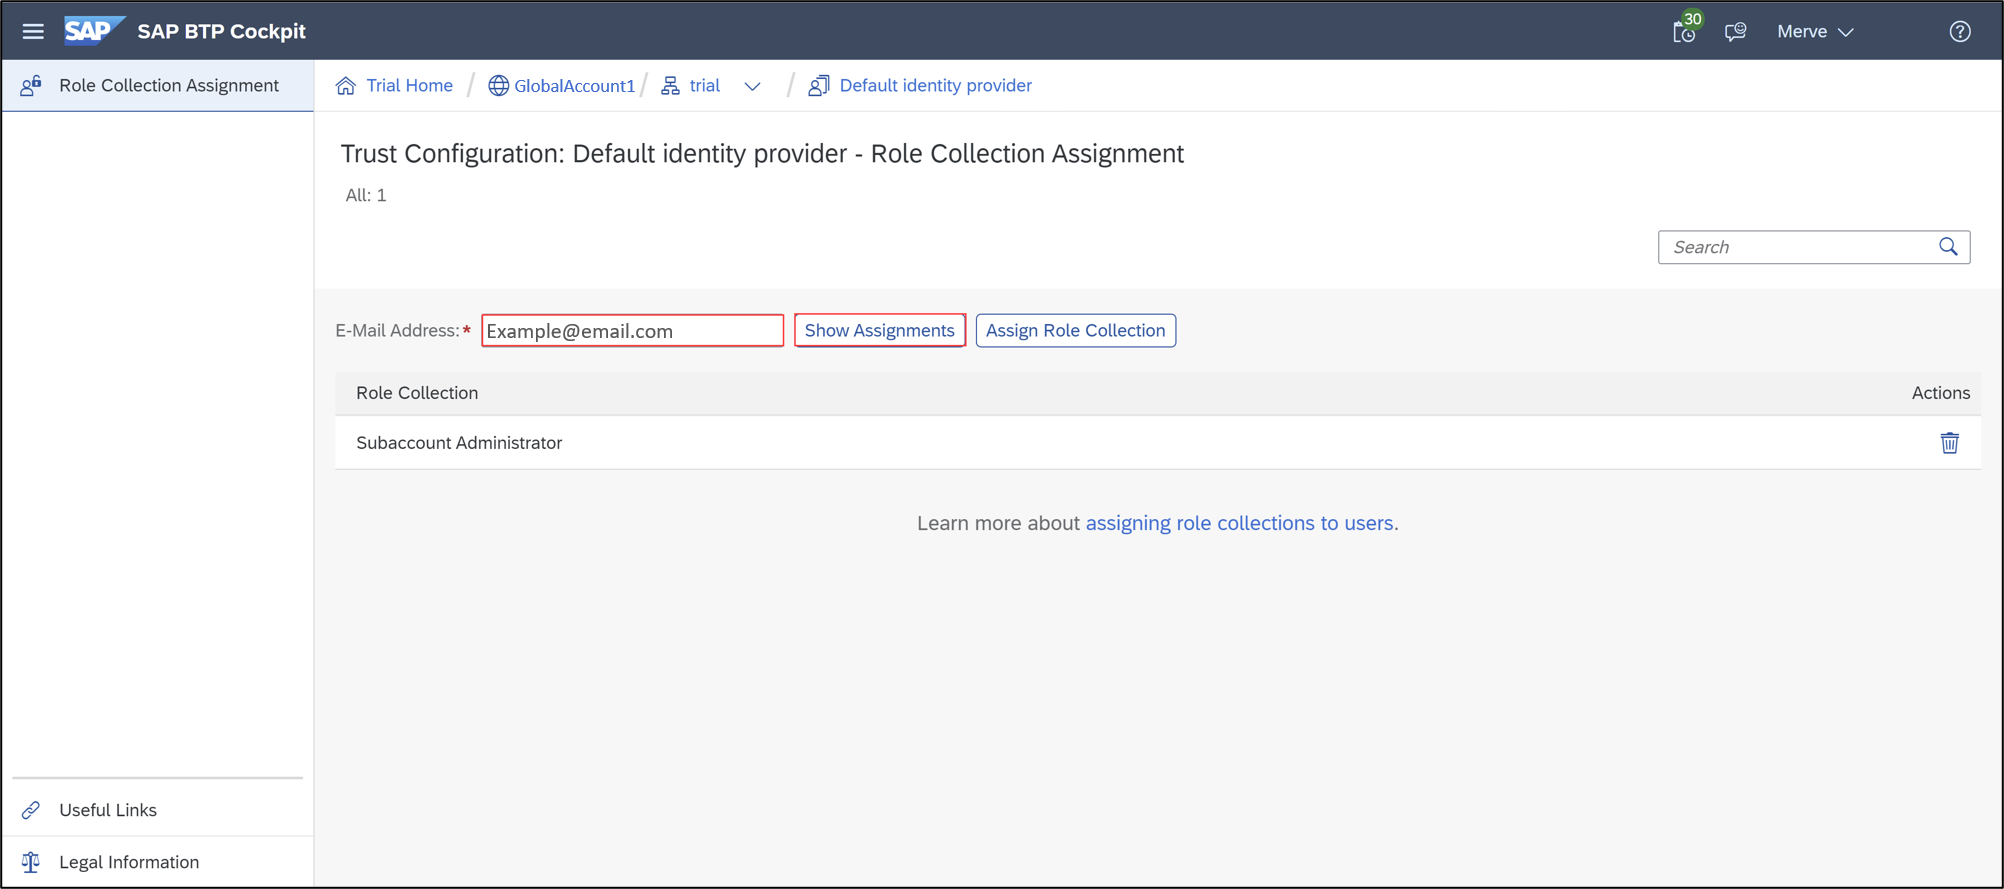 SAP SAP BTP Cockpit 30 Merve ?
Role Collection Assignment
Trial Home / GlobalAccount1 / trial / Default identity provider
Trust Configuration: Default identity provider - Role Collection Assignment
All: 1
Search
E-Mail Address:* Example@email.com Show Assignments Assign Role Collection
Role Collection Actions
Subaccount Administrator
Learn more about assigning role collections to users.
Useful Links
Legal Information